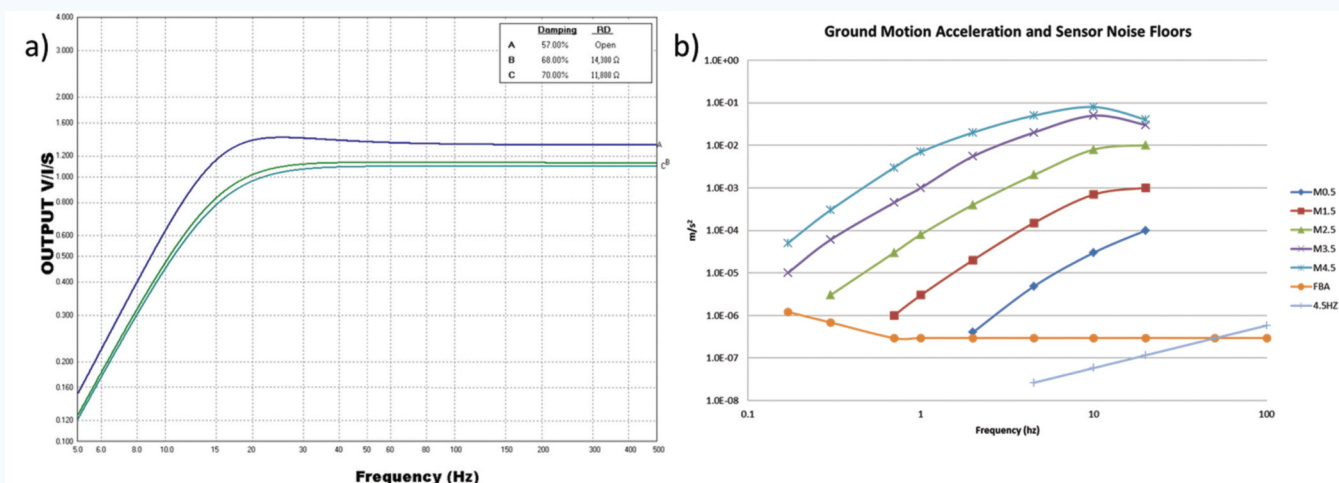 a)
4.000
3.000
2.000
1.600
1.200
1.000
0.800
0.600
0.500
0.400
0.300
0.200
0.160
0.120
0.100
OUTPUT V/I/S
Damping RD
A 57.00% Open
B 68.00% 14,300 Ω
C 70.00% 11,800 Ω
A
B
C
5.0 6.0 8.0 10.0 15 20 30 40 50 60 80 100 150 200 300 400 500
Frequency (Hz)
b)
Ground Motion Acceleration and Sensor Noise Floors
1.0E+00
1.0E-01
1.0E-02
1.0E-03
1.0E-04
1.0E-05
1.0E-06
1.0E-07
1.0E-08
m/s²
0.1 1 10 100
Frequency (hz)
M0.5
M1.5
M2.5
M3.5
M4.5
FBA
4.5HZ